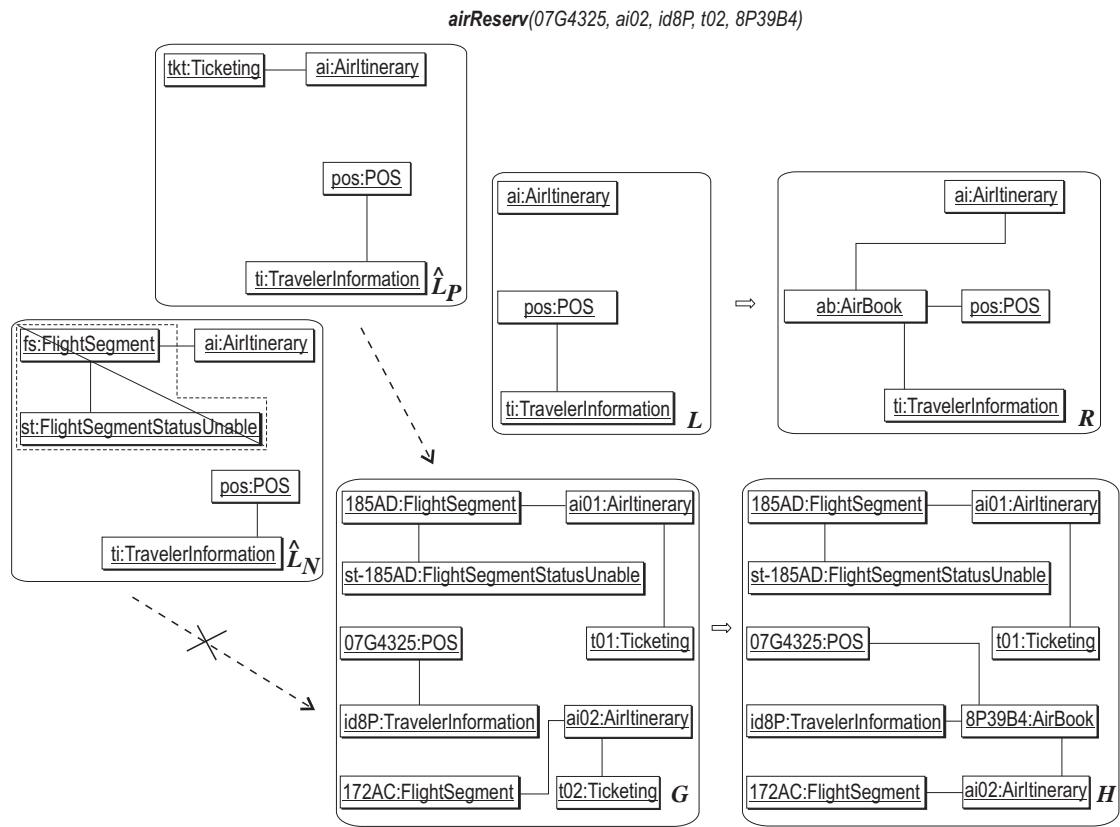 airReserv(07G4325, ai02, id8P, t02, 8P39B4)
tkt:Ticketing
ai:AirItinerary
pos:POS
ti:TravelerInformation
L̂P
fs:FlightSegment
ai:AirItinerary
st:FlightSegmentStatusUnable
pos:POS
ti:TravelerInformation
L̂N
ai:AirItinerary
pos:POS
ti:TravelerInformation
L
⇨
ai:AirItinerary
ab:AirBook
pos:POS
ti:TravelerInformation
R
185AD:FlightSegment
ai01:AirItinerary
st-185AD:FlightSegmentStatusUnable
07G4325:POS
t01:Ticketing
id8P:TravelerInformation
ai02:AirItinerary
172AC:FlightSegment
t02:Ticketing
G
⇨
185AD:FlightSegment
ai01:AirItinerary
st-185AD:FlightSegmentStatusUnable
07G4325:POS
t01:Ticketing
id8P:TravelerInformation
8P39B4:AirBook
172AC:FlightSegment
ai02:AirItinerary
H